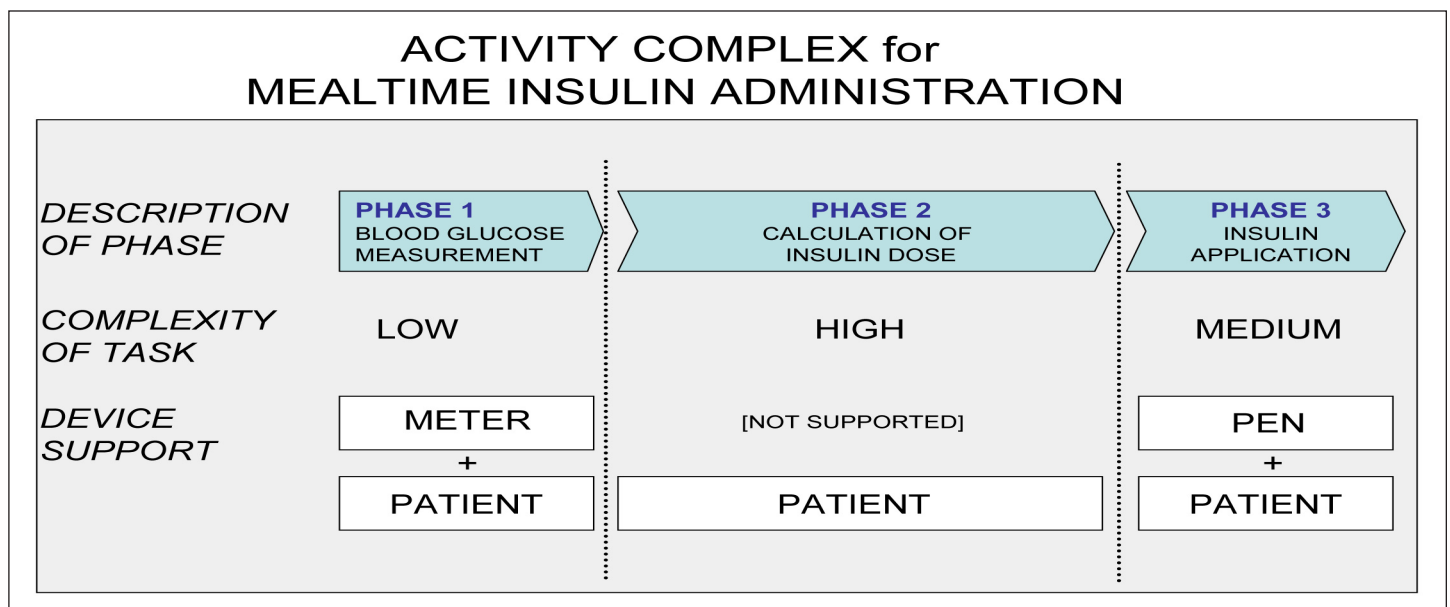 ACTIVITY COMPLEX for
MEALTIME INSULIN ADMINISTRATION
DESCRIPTION
OF PHASE
PHASE 1
BLOOD GLUCOSE
MEASUREMENT
PHASE 2
CALCULATION OF
INSULIN DOSE
PHASE 3
INSULIN
APPLICATION
COMPLEXITY
OF TASK
LOW
HIGH
MEDIUM
DEVICE
SUPPORT
METER
+
PATIENT
[NOT SUPPORTED]
PATIENT
PEN
+
PATIENT